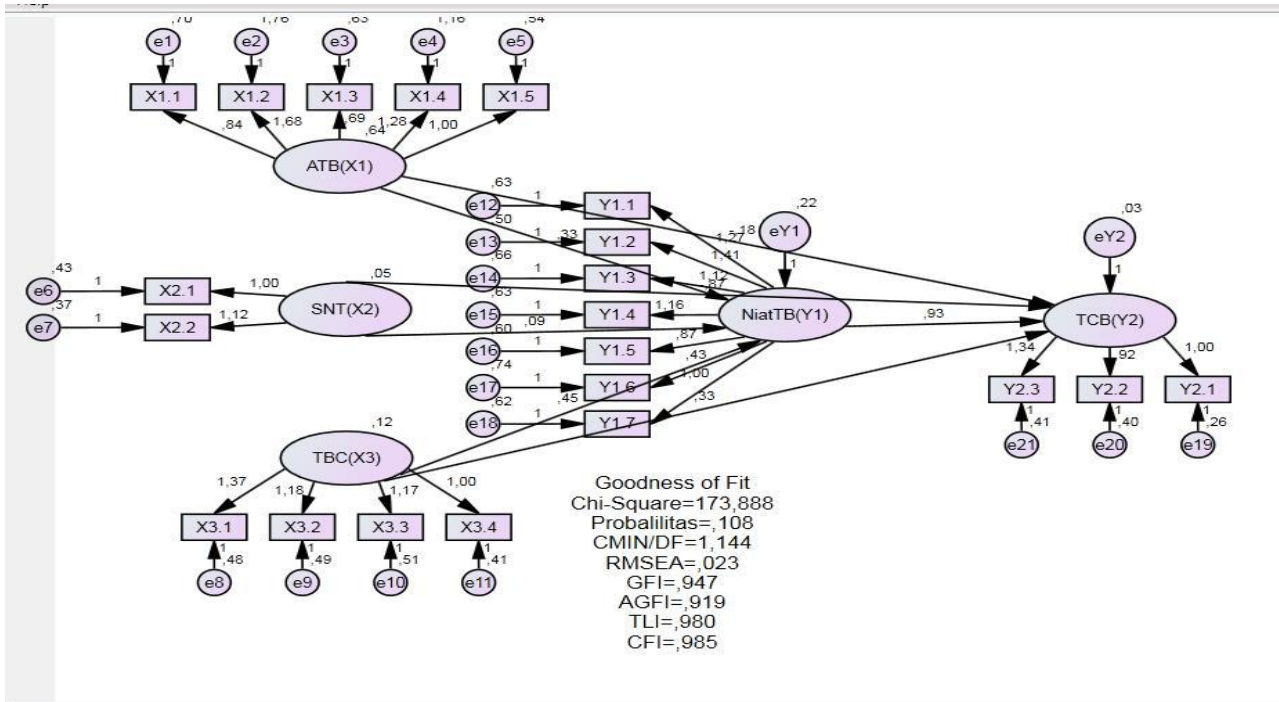 Help
,70 1,76 ,63 1,16 ,54
e1 e2 e3 e4 e5
1 1 1 1 1
X1.1 X1.2 X1.3 X1.4 X1.5
,84 1,68 ,69 ,64 1,28 1,00
ATB(X1)
,63
e12 1 Y1.1
,50
e13 1 ,33 Y1.2
,66
e14 1 Y1.3
,63
e15 1 Y1.4
,60
e16 1 Y1.5
,74
e17 1 Y1.6
,62
e18 1 Y1.7
1,27 ,18
1,41
1,12
,87
1,16
,87
,43
1,00
,33
,22
eY1
1
NiatTB(Y1)
,93
,03
eY2
1
TCB(Y2)
,43
e6 1 X2.1 1,00
,37
e7 1 X2.2 1,12
,05
SNT(X2)
,09
,45
1,34 ,92 1,00
Y2.3 Y2.2 Y2.1
1 1 1
,41 ,40 ,26
e21 e20 e19
,12
TBC(X3)
1,37 1,18 1,17 1,00
X3.1 X3.2 X3.3 X3.4
1 1 1 1
,48 ,49 ,51 ,41
e8 e9 e10 e11
Goodness of Fit
Chi-Square=173,888
Probalilitas=,108
CMIN/DF=1,144
RMSEA=,023
GFI=,947
AGFI=,919
TLI=,980
CFI=,985